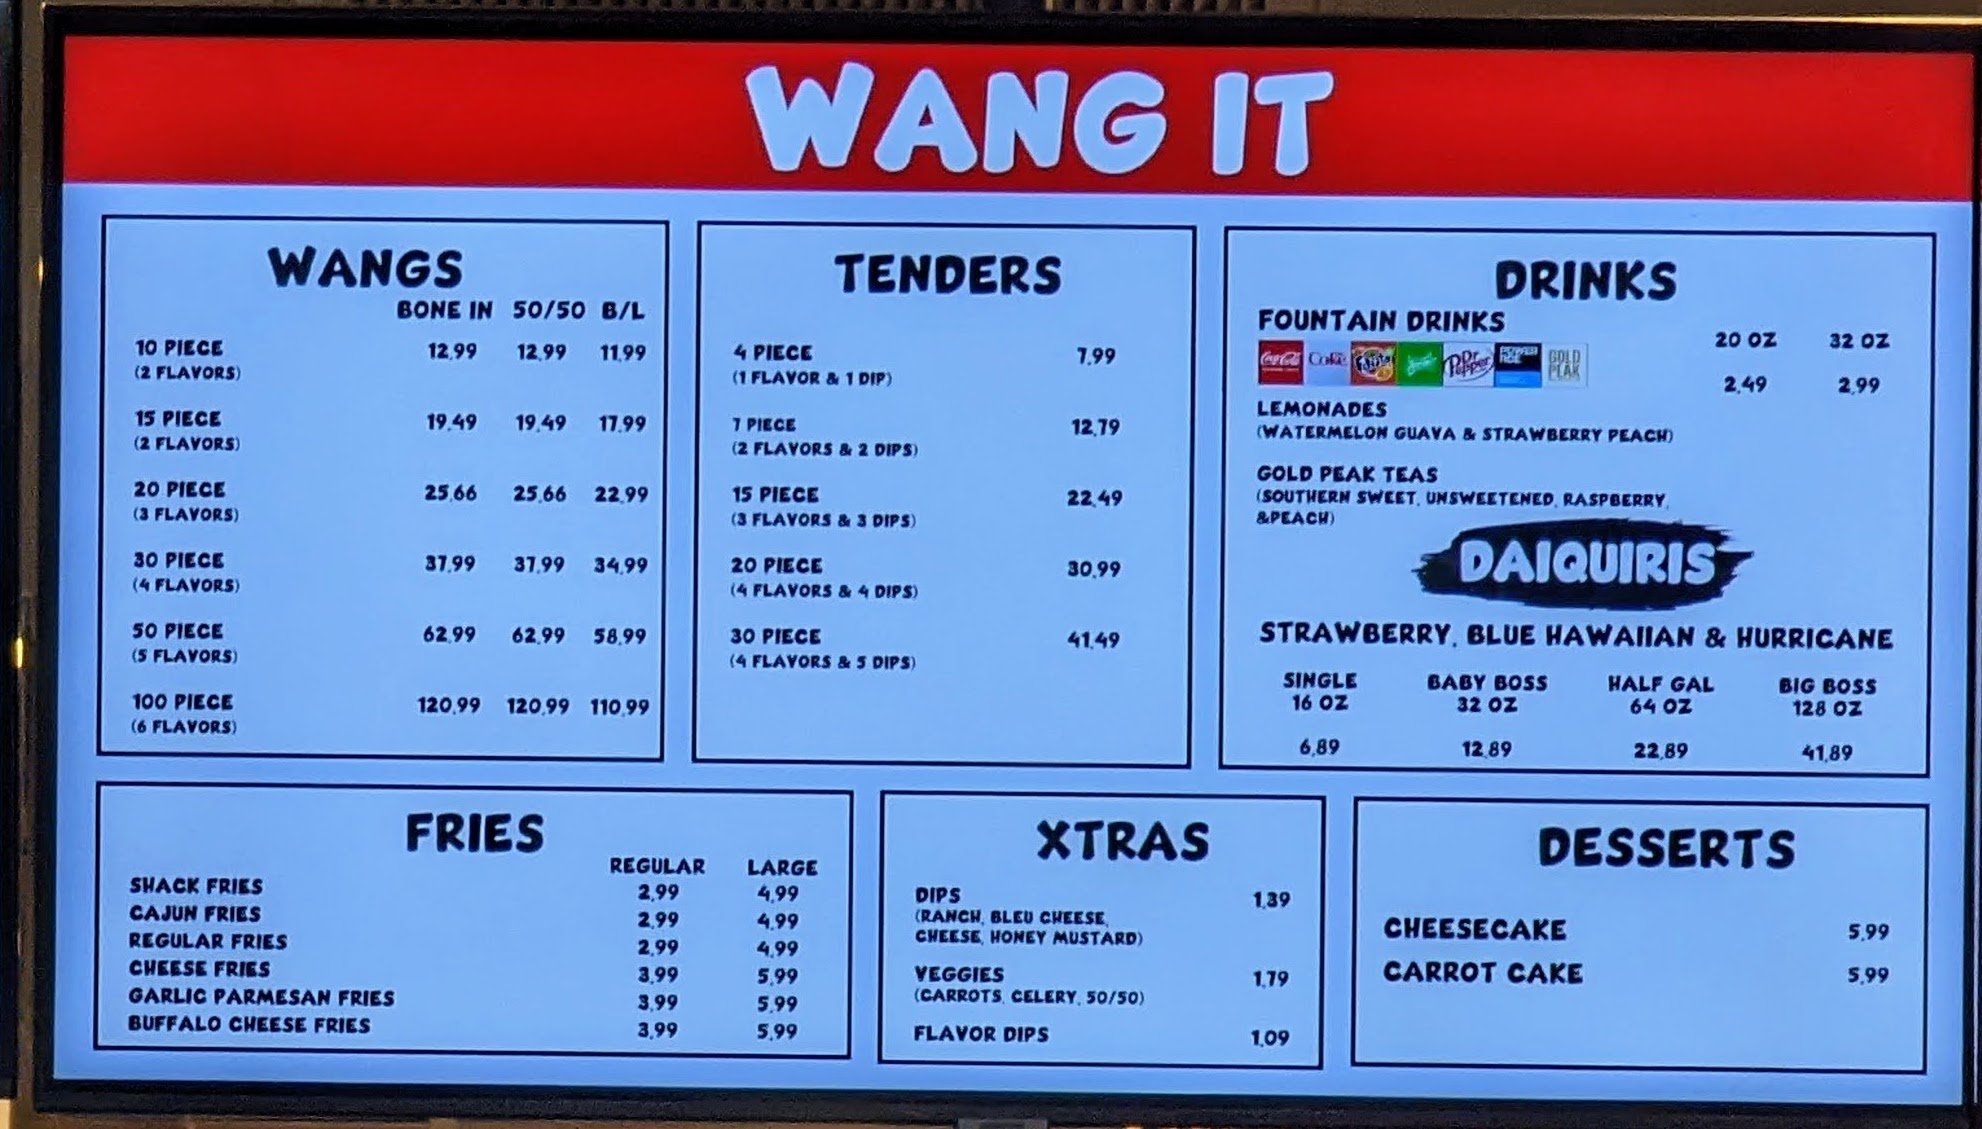 WANG IT
WANGS
BONE IN 50/50 B/L
10 PIECE 12.99 12.99 11.99
(2 FLAVORS)
15 PIECE 19.49 19.49 17.99
(2 FLAVORS)
20 PIECE 25.66 25.66 22.99
(3 FLAVORS)
30 PIECE 37.99 37.99 34.99
(4 FLAVORS)
50 PIECE 62.99 62.99 58.99
(5 FLAVORS)
100 PIECE 120.99 120.99 110.99
(6 FLAVORS)
TENDERS
4 PIECE 7.99
(1 FLAVOR & 1 DIP)
7 PIECE 12.79
(2 FLAVORS & 2 DIPS)
15 PIECE 22.49
(3 FLAVORS & 3 DIPS)
20 PIECE 30.99
(4 FLAVORS & 4 DIPS)
30 PIECE 41.49
(4 FLAVORS & 5 DIPS)
DRINKS
FOUNTAIN DRINKS
20 OZ 32 OZ
Coca-Cola Coke Fanta Dr Pepper GOLD PEAK
2.49 2.99
LEMONADES
(WATERMELON GUAVA & STRAWBERRY PEACH)
GOLD PEAK TEAS
(SOUTHERN SWEET, UNSWEETENED, RASPBERRY,
&PEACH)
DAIQUIRIS
STRAWBERRY, BLUE HAWAIIAN & HURRICANE
SINGLE BABY BOSS HALF GAL BIG BOSS
16 OZ 32 OZ 64 OZ 128 OZ
6.89 12.89 22.89 41.89
FRIES
REGULAR LARGE
SHACK FRIES 2.99 4.99
CAJUN FRIES 2.99 4.99
REGULAR FRIES 2.99 4.99
CHEESE FRIES 3.99 5.99
GARLIC PARMESAN FRIES 3.99 5.99
BUFFALO CHEESE FRIES 3.99 5.99
XTRAS
DIPS 1.39
(RANCH, BLEU CHEESE,
CHEESE, HONEY MUSTARD)
VEGGIES 1.79
(CARROTS, CELERY, 50/50)
FLAVOR DIPS 1.09
DESSERTS
CHEESECAKE 5.99
CARROT CAKE 5.99